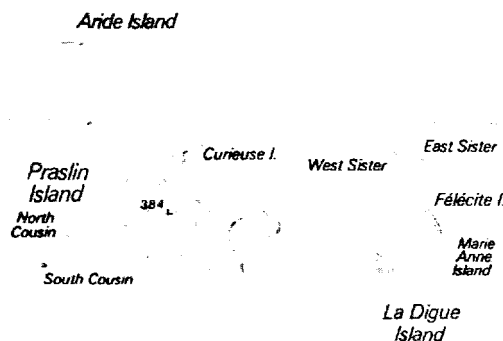 Aride Island
Curieuse I.
West Sister
East Sister
Praslin
Island
384
Félécite I.
North
Cousin
Marie
Anne
Island
South Cousin
La Digue
Island